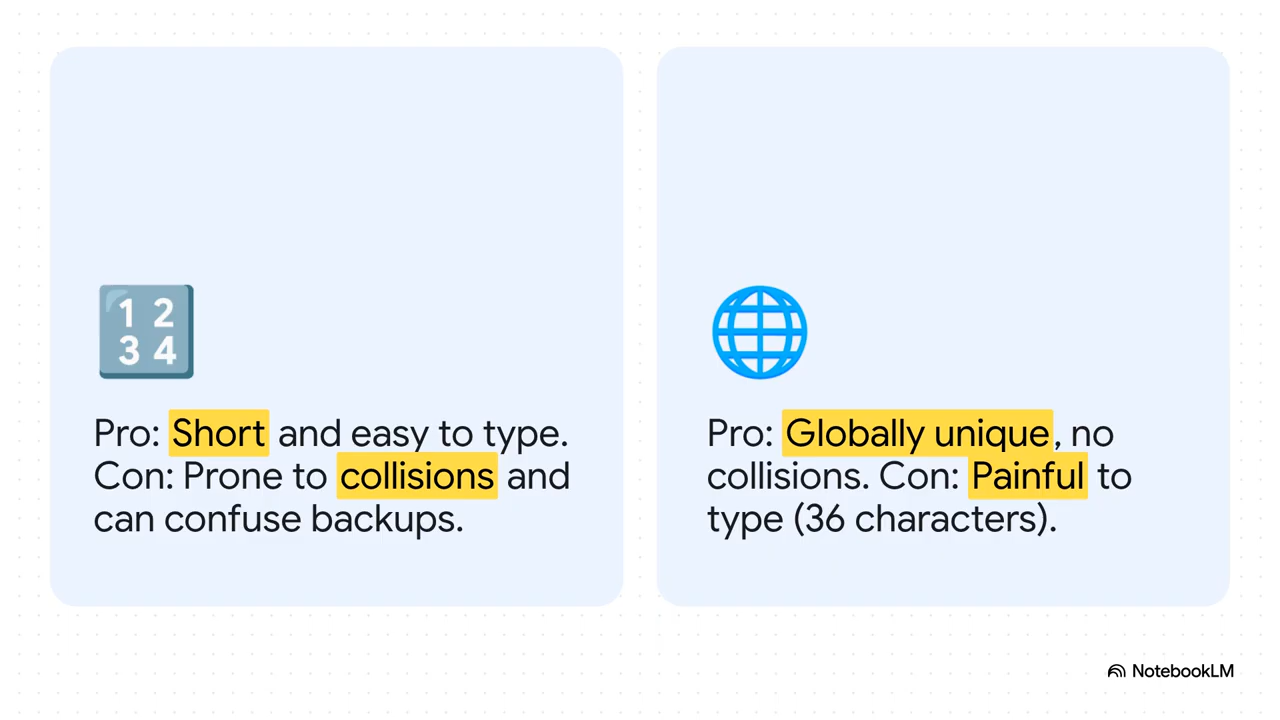 1 2
3 4
Pro: Short and easy to type.
Con: Prone to collisions and
can confuse backups.
Pro: Globally unique, no
collisions. Con: Painful to
type (36 characters).
NotebookLM